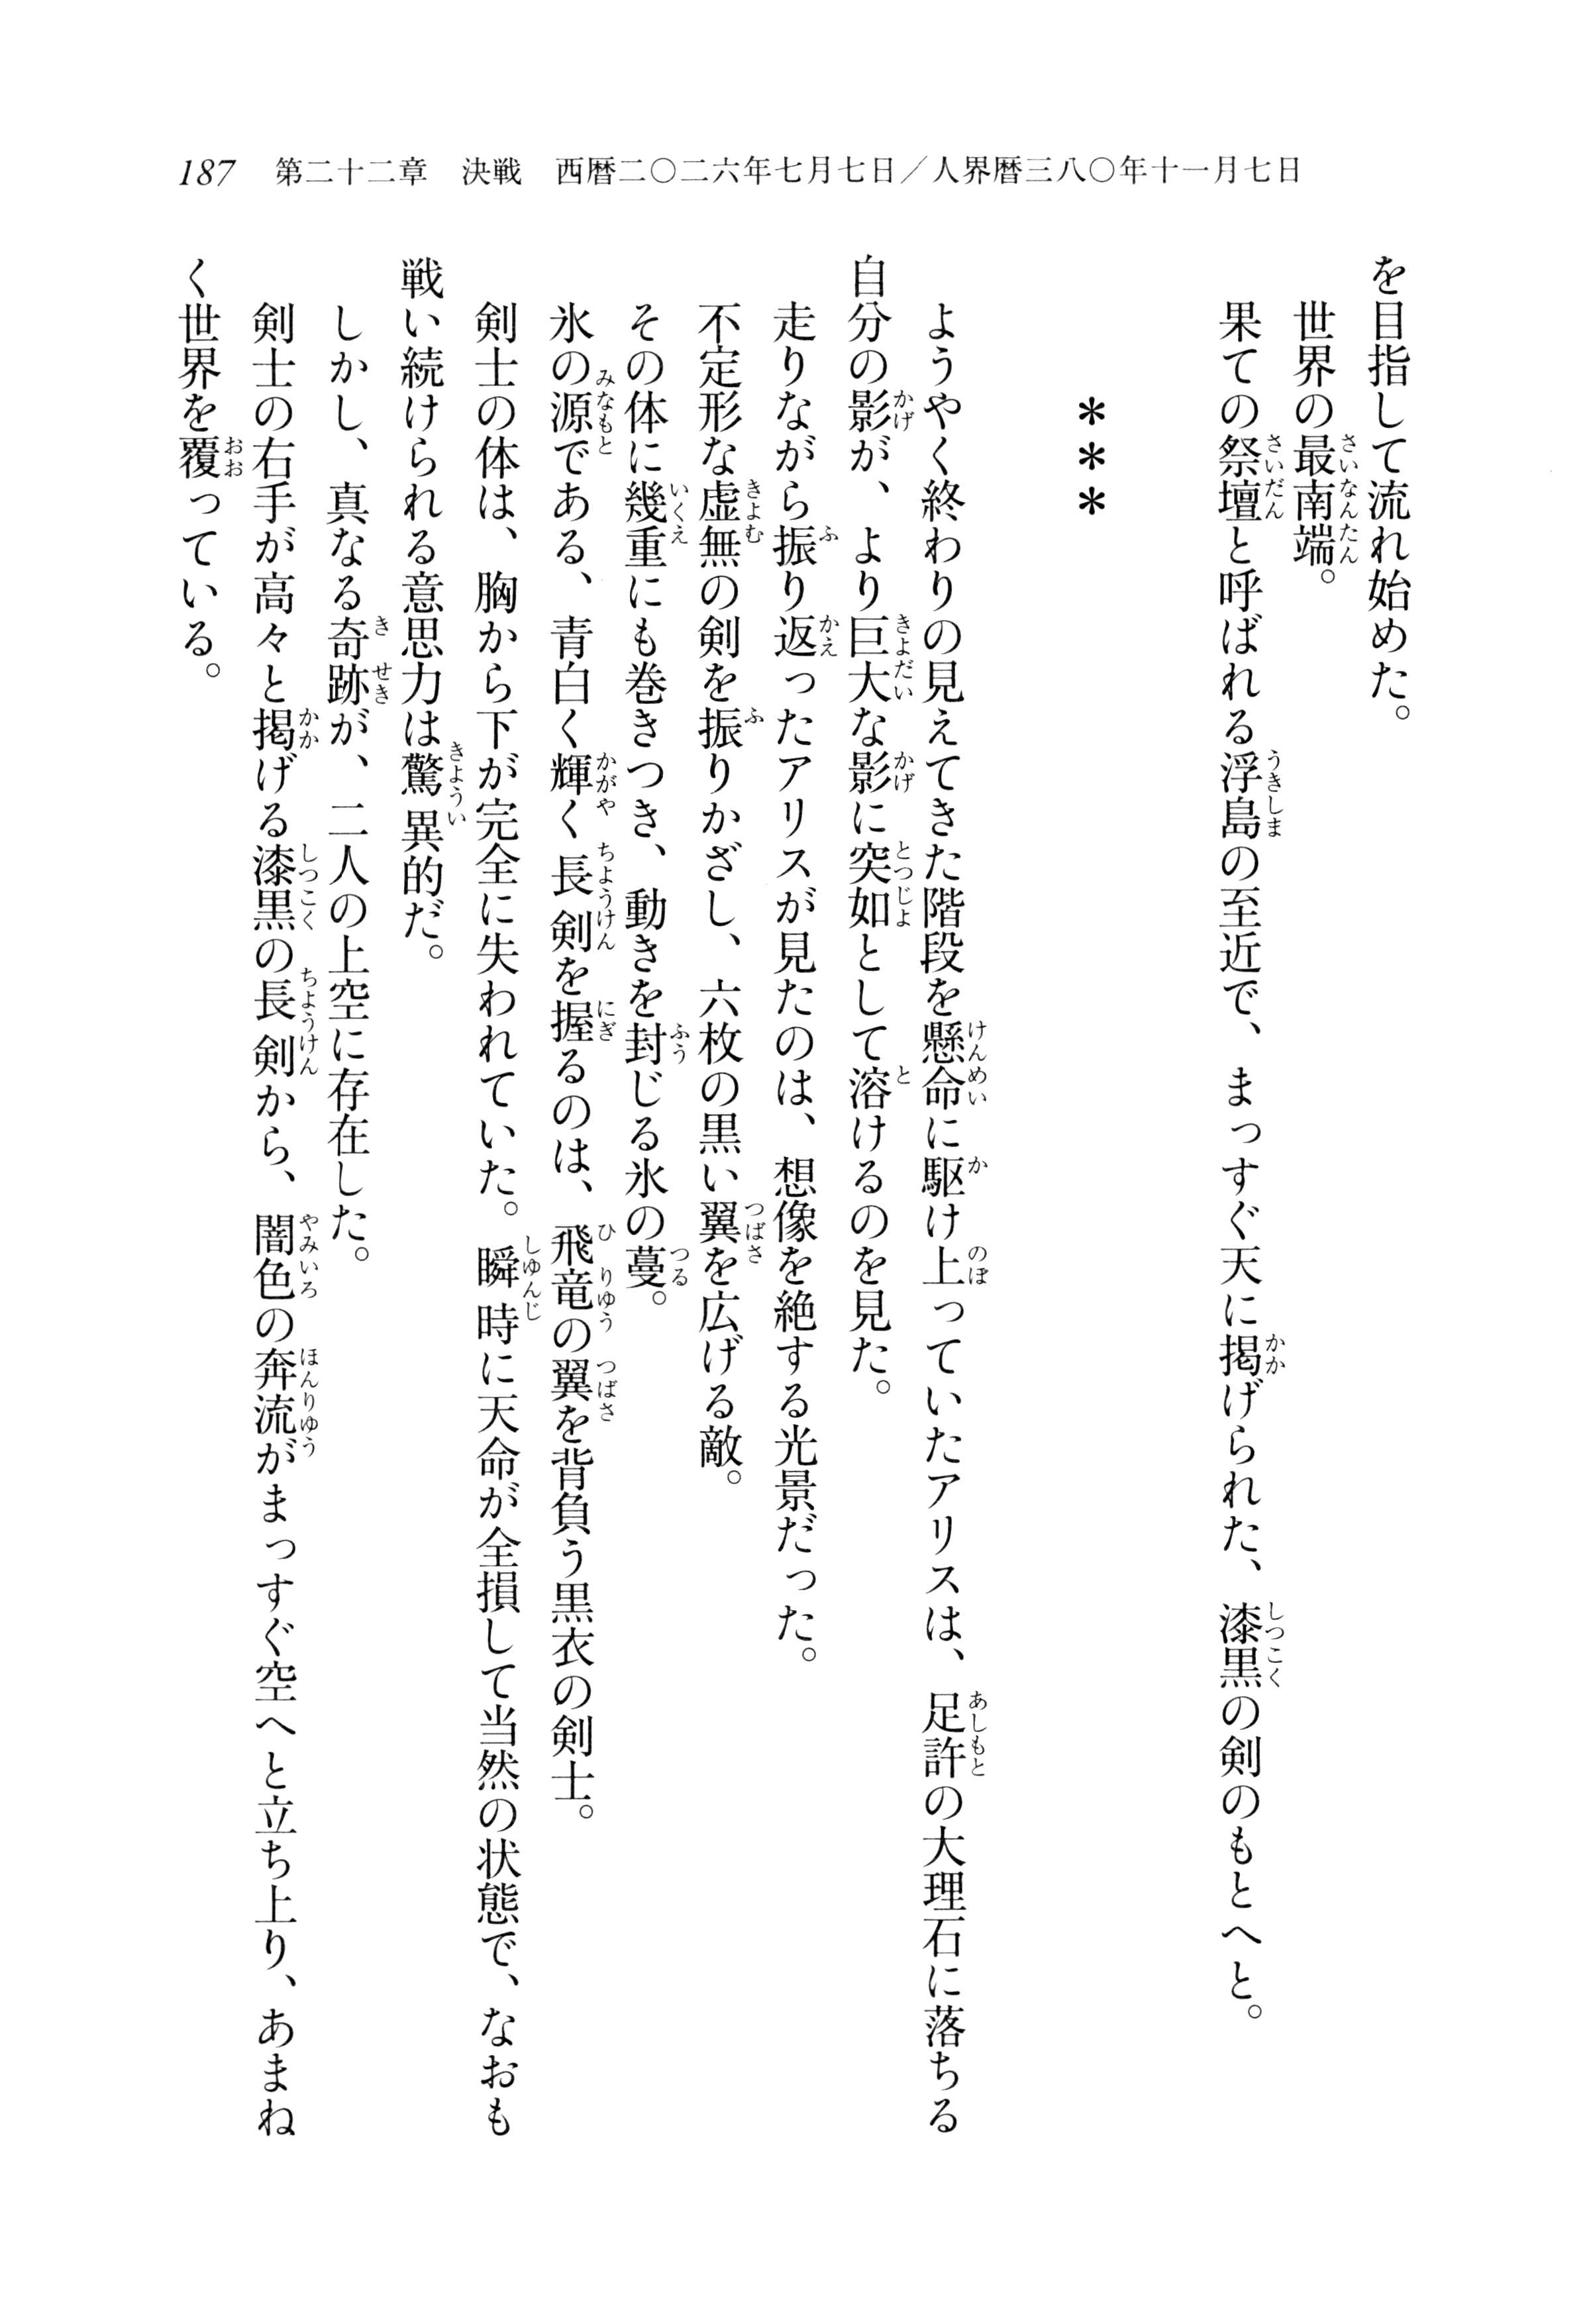 187　第二十二章　決戦　西暦二〇二六年七月七日／人界暦三八〇年十一月七日
を目指して流れ始めた。
世界の最南端。
果ての祭壇と呼ばれる浮島の至近で、まっすぐ天に掲げられた、漆黒の剣のもとへと。
＊＊＊
ようやく終わりの見えてきた階段を懸命に駆け上っていたアリスは、足許の大理石に落ちる
自分の影が、より巨大な影に突如として溶けるのを見た。
走りながら振り返ったアリスが見たのは、想像を絶する光景だった。
不定形な虚無の剣を振りかざし、六枚の黒い翼を広げる敵。
その体に幾重にも巻きつき、動きを封じる氷の蔓。
氷の源である、青白く輝く長剣を握るのは、飛竜の翼を背負う黒衣の剣士。
剣士の体は、胸から下が完全に失われていた。瞬時に天命が全損して当然の状態で、なおも
戦い続けられる意思力は驚異的だ。
しかし、真なる奇跡が、二人の上空に存在した。
剣士の右手が高々と掲げる漆黒の長剣から、闇色の奔流がまっすぐ空へと立ち上り、あまね
く世界を覆っている。